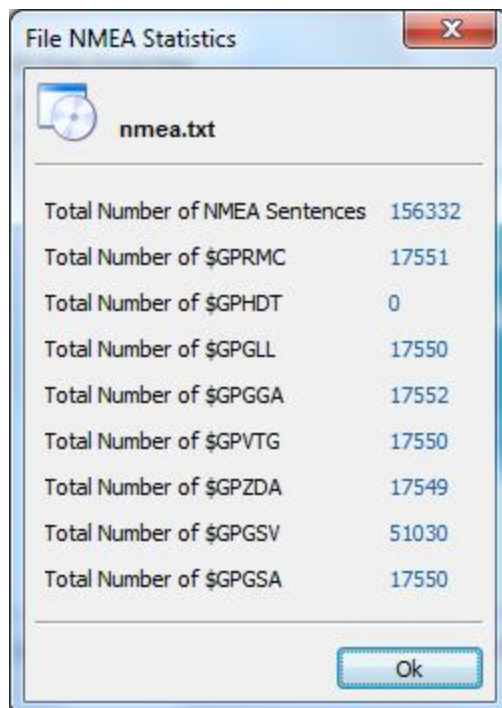 File NMEA Statistics
nmea.txt
Total Number of NMEA Sentences 156332
Total Number of $GPRMC 17551
Total Number of $GPHDT 0
Total Number of $GPGLL 17550
Total Number of $GPGGA 17552
Total Number of $GPVTG 17550
Total Number of $GPZDA 17549
Total Number of $GPGSV 51030
Total Number of $GPGSA 17550
Ok